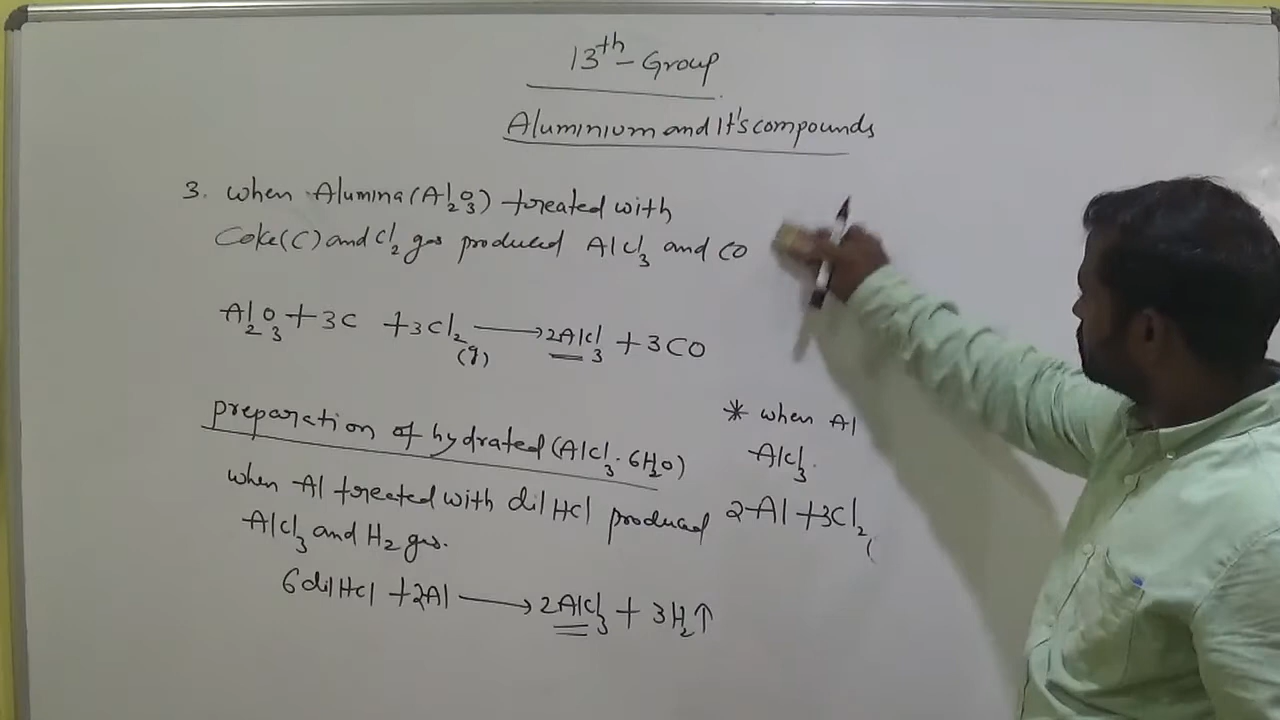 13th - Group
Aluminium and It's compounds
3. when Alumina (Al2O3) treated with
Coke(C) and Cl2 gas produced AlCl3 and CO
Al2O3 + 3C + 3Cl2(g) ⟶ 2AlCl3 + 3CO
preparation of hydrated (AlCl3.6H2O)
when Al treated with dil HCl produced
AlCl3 and H2 gas.
6dil HCl + 2Al ⟶ 2AlCl3 + 3H2↑
* when Al
AlCl3.
2Al + 3Cl2(